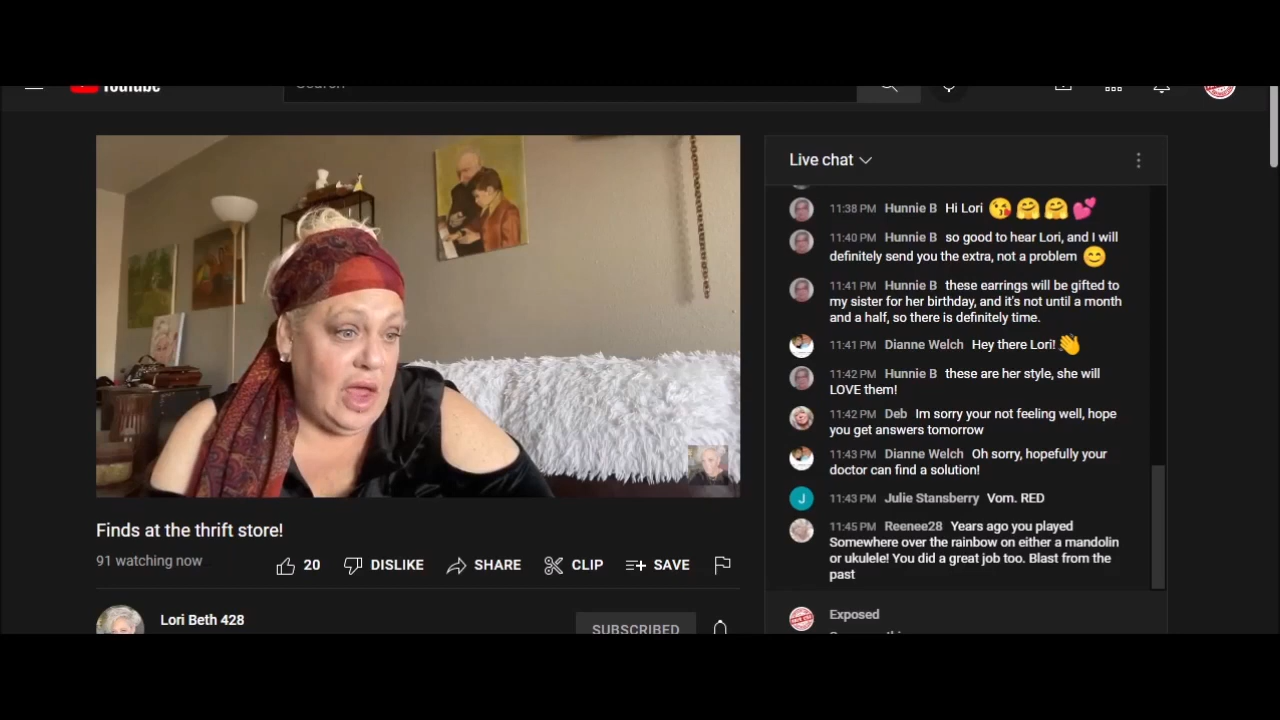 YouTube
Search
Live chat
11:38 PM Hunnie B Hi Lori 😘 🤗 🤗 💕
11:40 PM Hunnie B so good to hear Lori, and I will
definitely send you the extra, not a problem 😊
11:41 PM Hunnie B these earrings will be gifted to
my sister for her birthday, and it's not until a month
and a half, so there is definitely time.
11:41 PM Dianne Welch Hey there Lori! 👋
11:42 PM Hunnie B these are her style, she will
LOVE them!
11:42 PM Deb Im sorry your not feeling well, hope
you get answers tomorrow
11:43 PM Dianne Welch Oh sorry, hopefully your
doctor can find a solution!
J 11:43 PM Julie Stansberry Vom. RED
11:45 PM Reenee28 Years ago you played
Somewhere over the rainbow on either a mandolin
or ukulele! You did a great job too. Blast from the
past
Exposed
Finds at the thrift store!
91 watching now
20 DISLIKE SHARE CLIP SAVE
Lori Beth 428
SUBSCRIBED